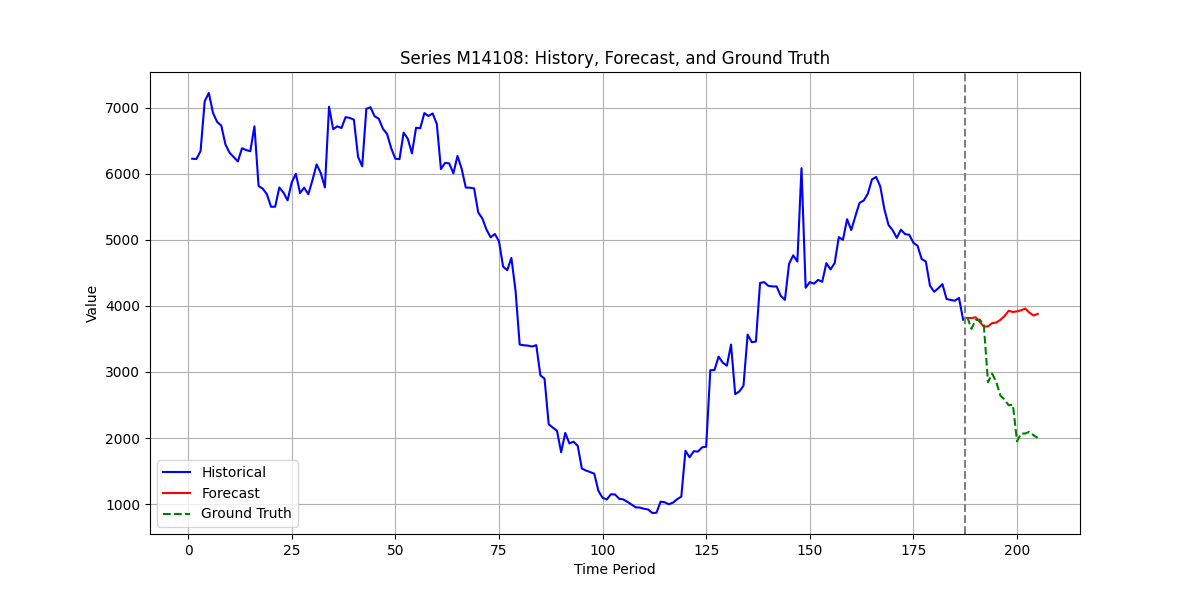 Series M14108: History, Forecast, and Ground Truth
Value
7000
6000
5000
4000
3000
2000
1000
Historical
Forecast
Ground Truth
0 25 50 75 100 125 150 175 200
Time Period